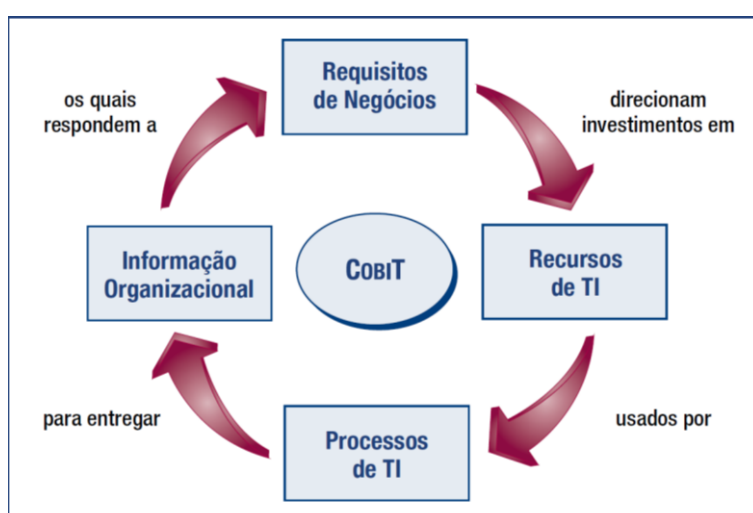 Requisitos
de Negócios
os quais
respondem a
direcionam
investimentos em
Informação
Organizacional
COBIT
Recursos
de TI
para entregar
usados por
Processos
de TI